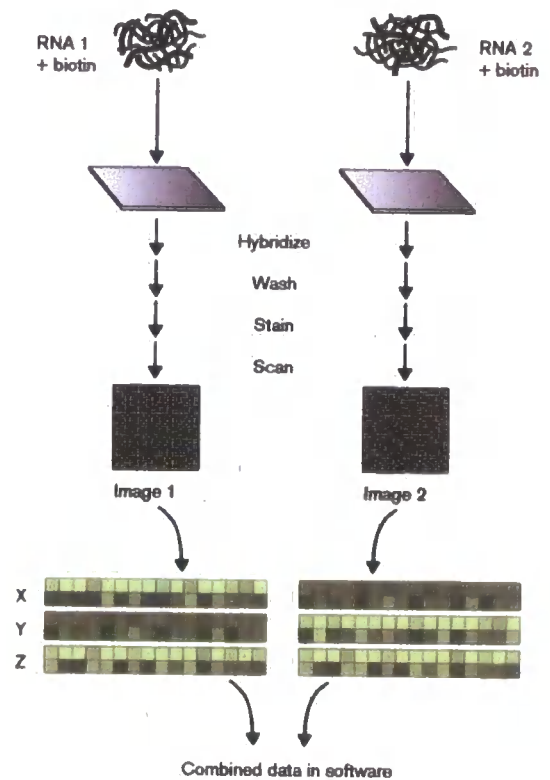 RNA 1
+ biotin
RNA 2
+ biotin
Hybridize
Wash
Stain
Scan
Image 1
Image 2
X
Y
Z
Combined data in software